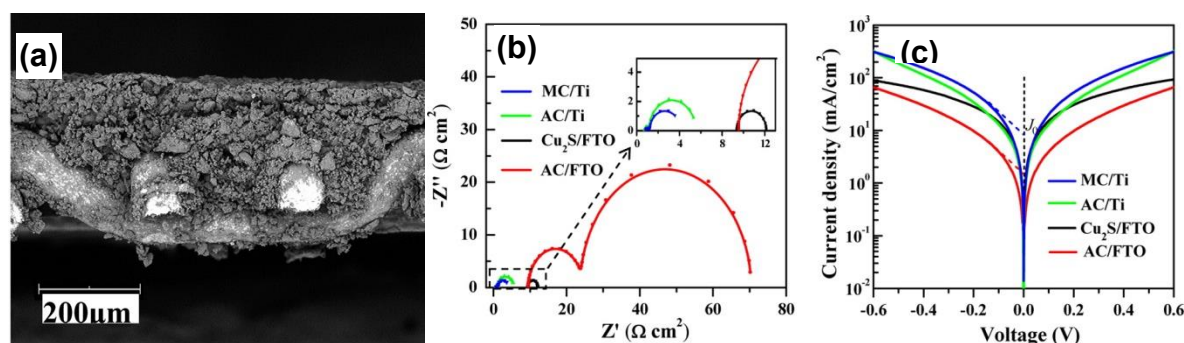 (a)
200µm
(b)
50
40
30
20
10
0
-Z'' (Ω cm²)
MC/Ti
AC/Ti
Cu₂S/FTO
AC/FTO
4
2
0
0 4 8 12
0 20 40 60 80
Z' (Ω cm²)
(c)
10³
10²
10¹
10⁰
10⁻¹
10⁻²
Current density (mA/cm²)
J₀
MC/Ti
AC/Ti
Cu₂S/FTO
AC/FTO
-0.6 -0.4 -0.2 0.0 0.2 0.4 0.6
Voltage (V)